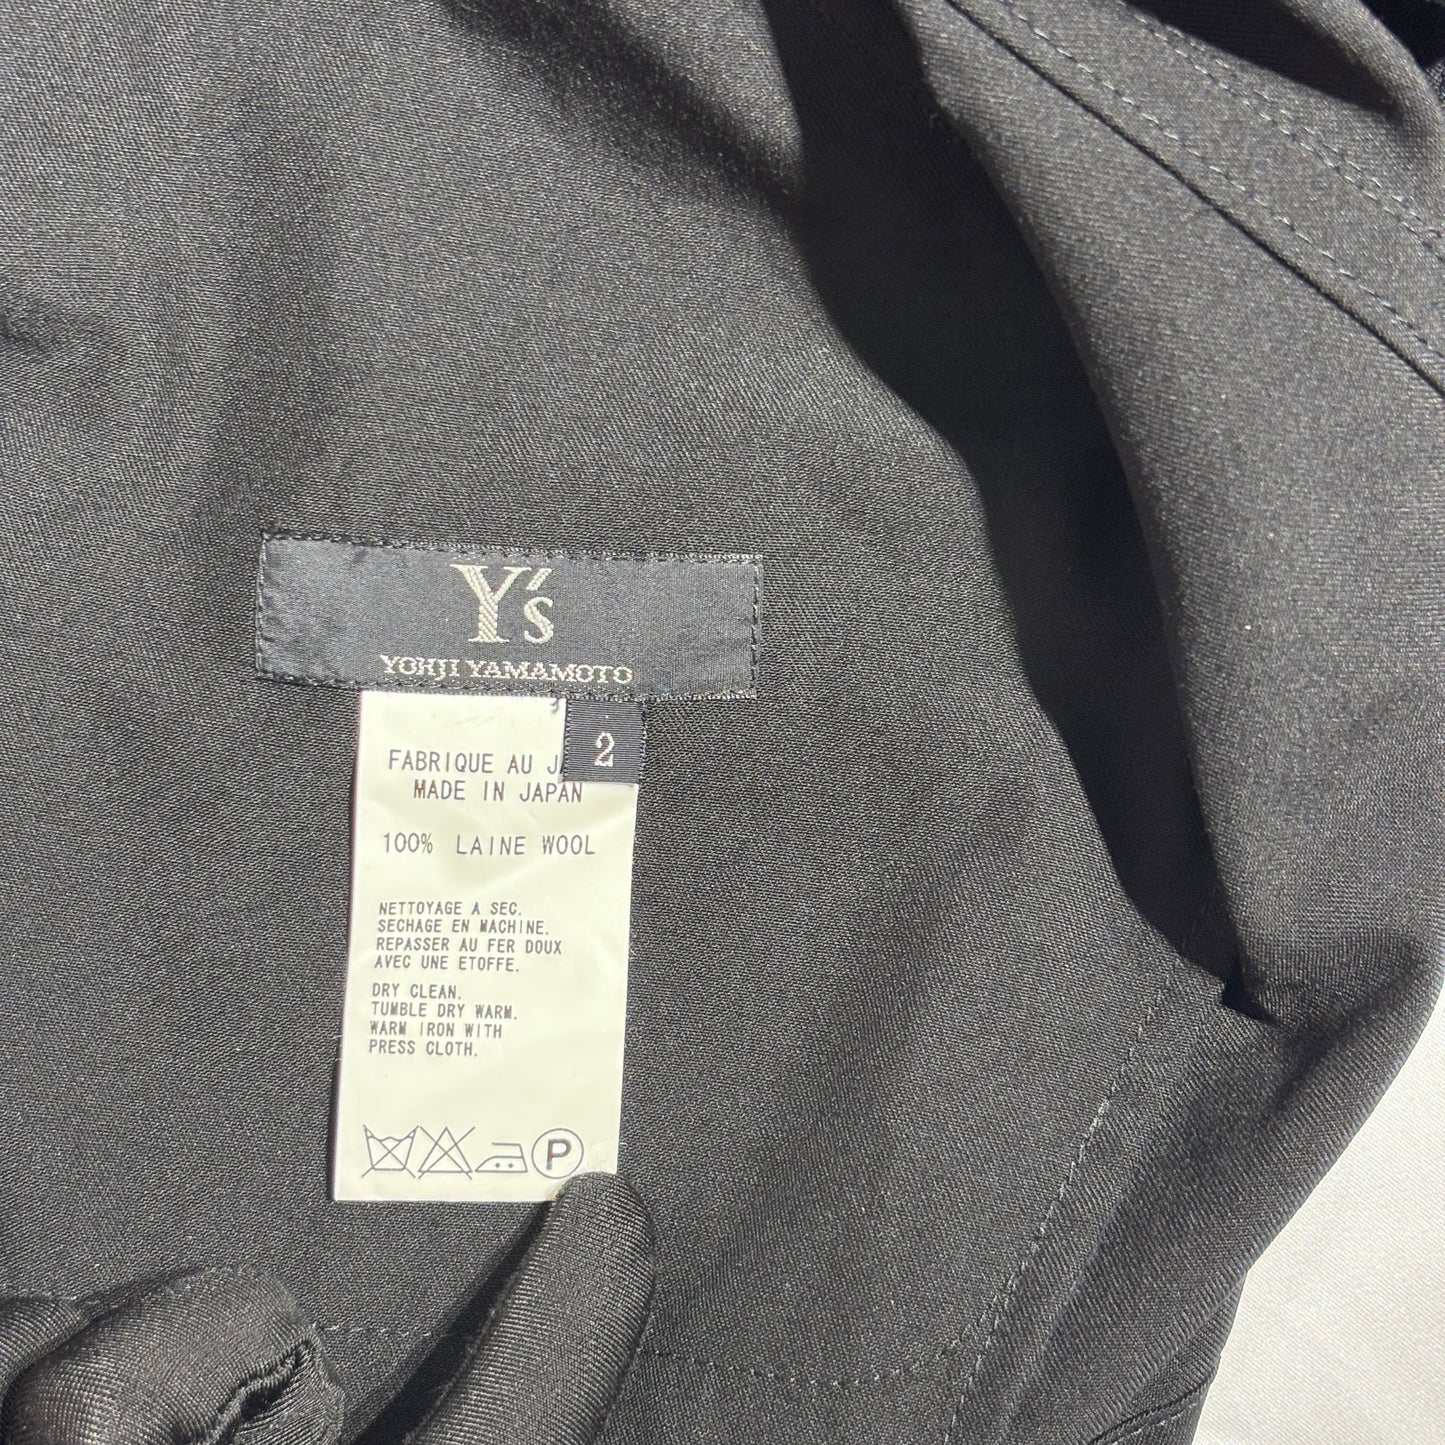 Y's
YOHJI YAMAMOTO
2
FABRIQUE AU
MADE IN JAPAN
100% LAINE WOOL
NETTOYAGE A SEC.
SECHAGE EN MACHINE.
REPASSER AU FER DOUX
AVEC UNE ETOFFE.
DRY CLEAN.
TUMBLE DRY WARM.
WARM IRON WITH
PRESS CLOTH.
P